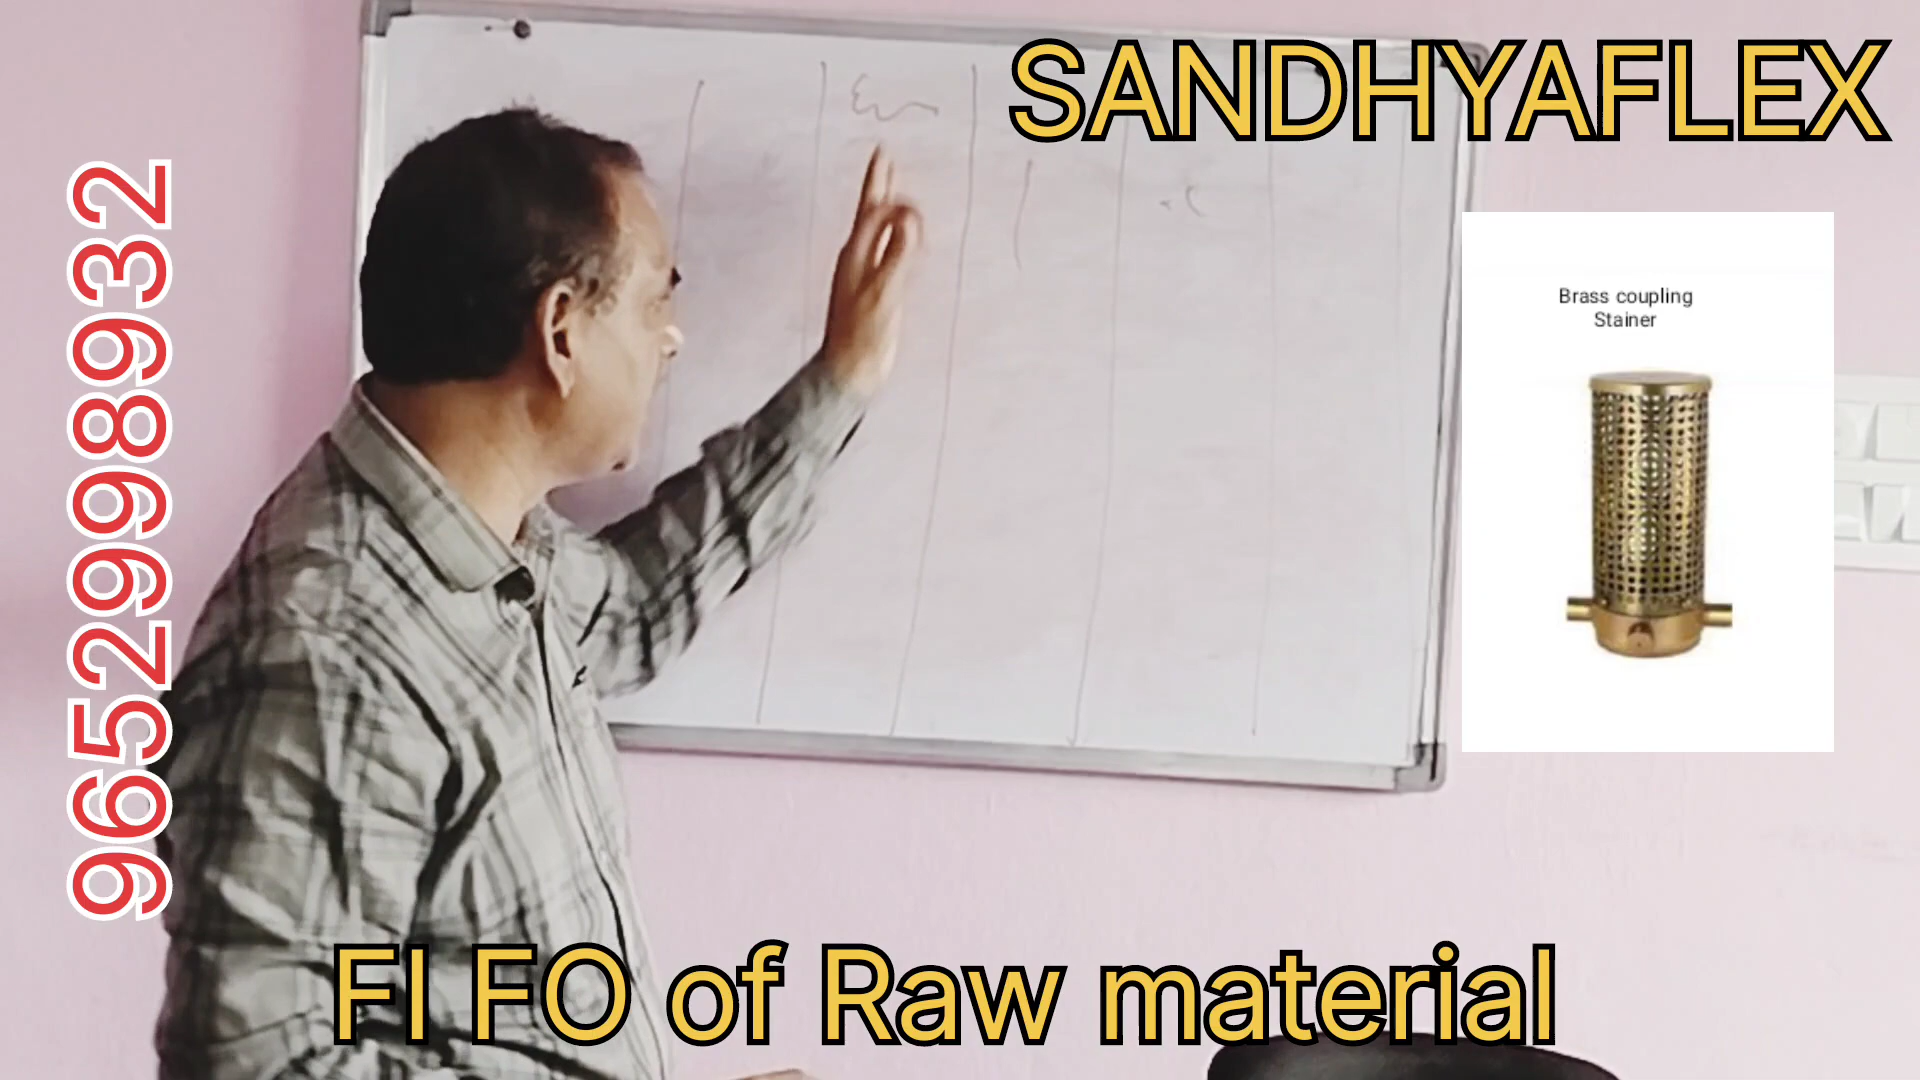 SANDHYAFLEX
9652998932
Brass coupling
Stainer
FI FO of Raw material